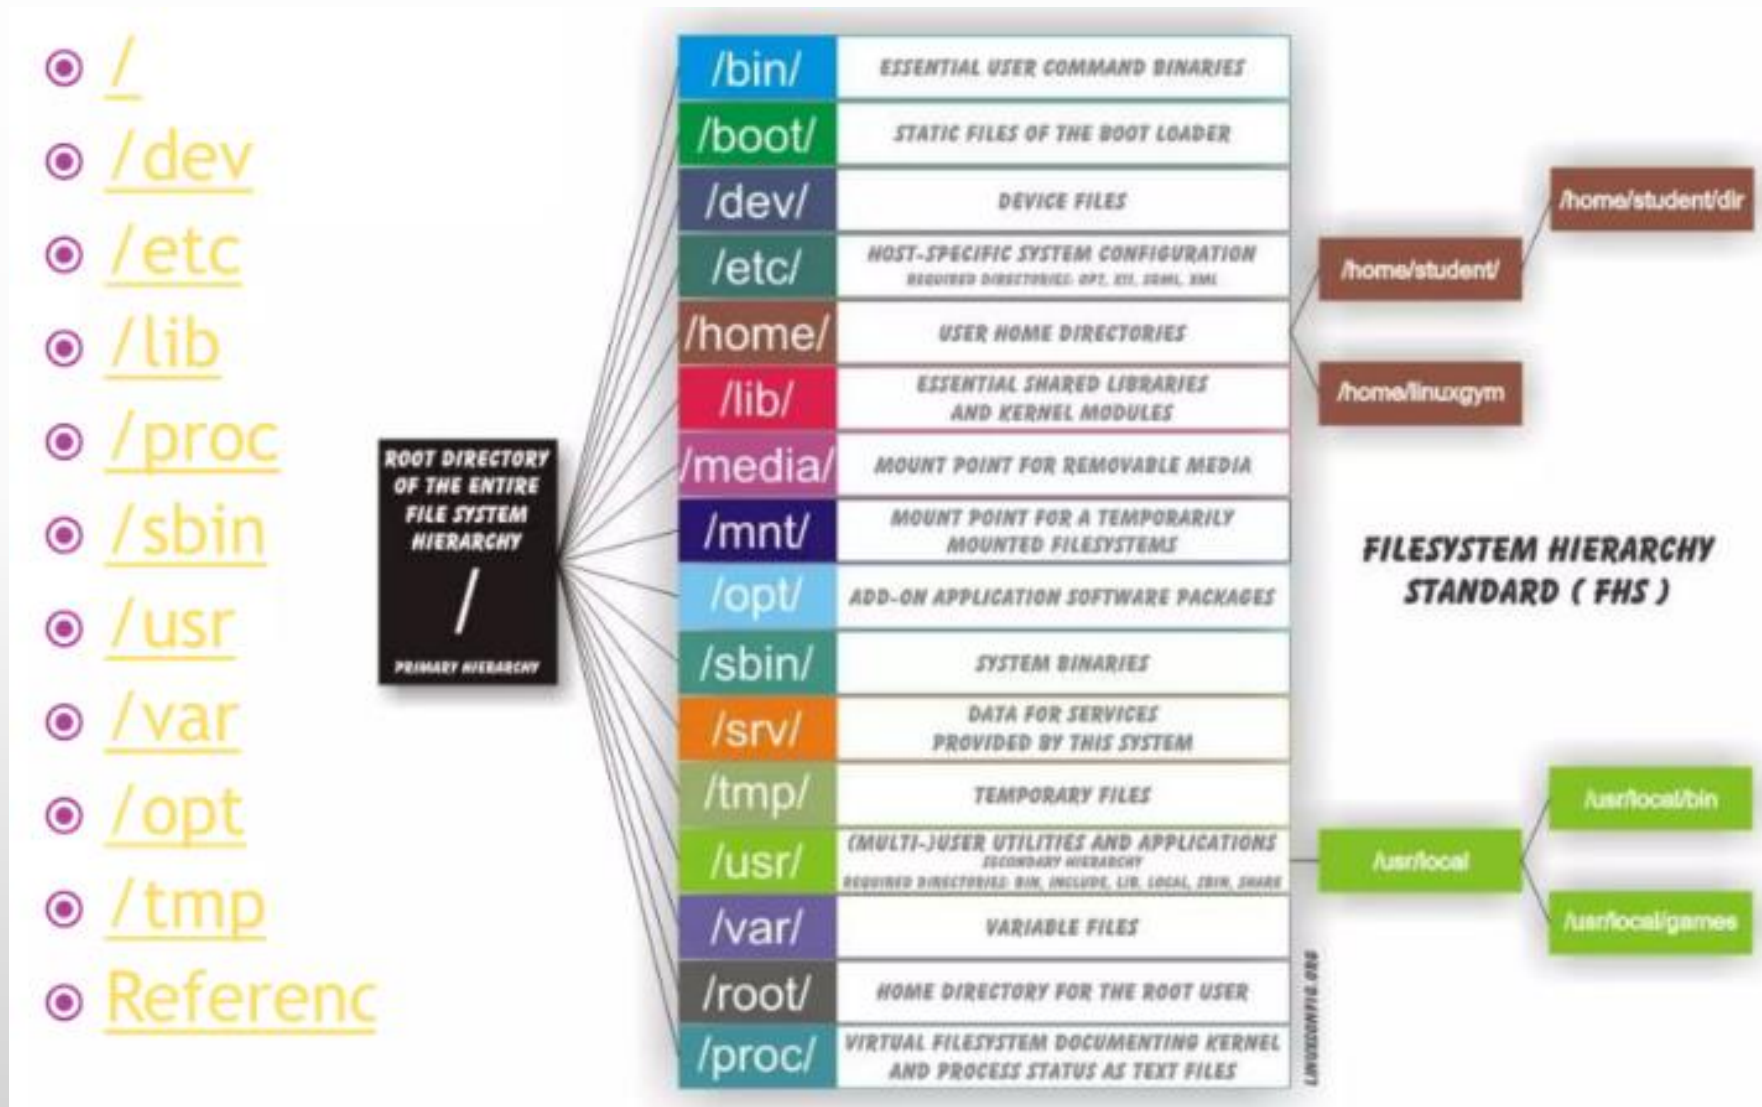 /
/dev
/etc
/lib
/proc
/sbin
/usr
/var
/opt
/tmp
Referenc
ROOT DIRECTORY
OF THE ENTIRE
FILE SYSTEM
HIERARCHY
/
PRIMARY HIERARCHY
/bin/
ESSENTIAL USER COMMAND BINARIES
/boot/
STATIC FILES OF THE BOOT LOADER
/dev/
DEVICE FILES
/etc/
HOST-SPECIFIC SYSTEM CONFIGURATION
REQUIRED DIRECTORIES: OPT, X11, SGML, XML
/home/
USER HOME DIRECTORIES
/lib/
ESSENTIAL SHARED LIBRARIES
AND KERNEL MODULES
/media/
MOUNT POINT FOR REMOVABLE MEDIA
/mnt/
MOUNT POINT FOR A TEMPORARILY
MOUNTED FILESYSTEMS
/opt/
ADD-ON APPLICATION SOFTWARE PACKAGES
/sbin/
SYSTEM BINARIES
/srv/
DATA FOR SERVICES
PROVIDED BY THIS SYSTEM
/tmp/
TEMPORARY FILES
/usr/
(MULTI-)USER UTILITIES AND APPLICATIONS
SECONDARY HIERARCHY
REQUIRED DIRECTORIES: BIN, INCLUDE, LIB, LOCAL, SBIN, SHARE
/var/
VARIABLE FILES
/root/
HOME DIRECTORY FOR THE ROOT USER
/proc/
VIRTUAL FILESYSTEM DOCUMENTING KERNEL
AND PROCESS STATUS AS TEXT FILES
/home/student/dir
/home/student/
/home/linuxgym
FILESYSTEM HIERARCHY
STANDARD ( FHS )
/usr/local/bin
/usr/local
/usr/local/games
LINUXCONFIG.ORG